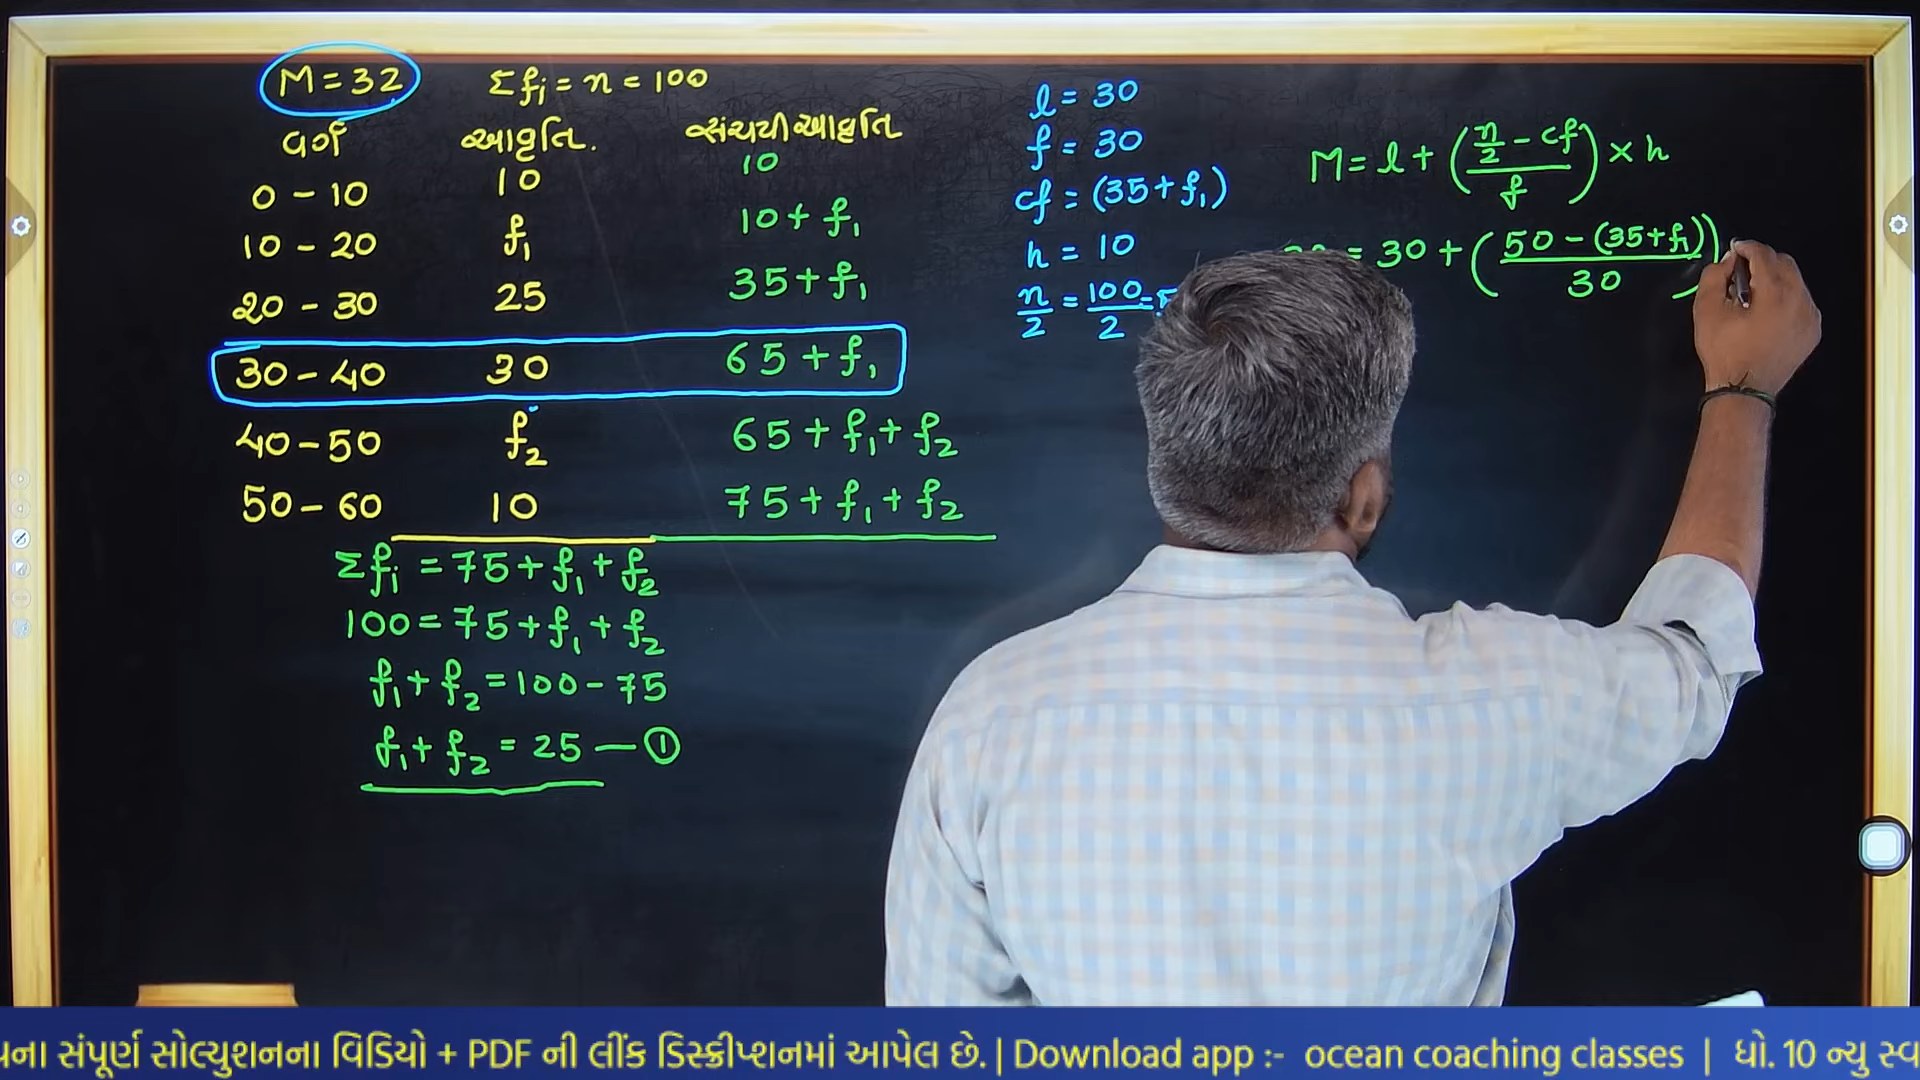 M = 32 Σfi = n = 100
વર્ગ આવૃતિ. સંચયી આવૃતિ
0 - 10 10 10
10 - 20 f₁ 10 + f₁
20 - 30 25 35 + f₁
30 - 40 30 65 + f₁
40 - 50 f₂ 65 + f₁ + f₂
50 - 60 10 75 + f₁ + f₂
Σfi = 75 + f₁ + f₂
100 = 75 + f₁ + f₂
f₁ + f₂ = 100 - 75
f₁ + f₂ = 25 — ①
l = 30
f = 30
cf = (35 + f₁)
h = 10
n/2 = 100/2 =
M = l + ((n/2 - cf)/f) × h
= 30 + ((50 - (35 + f₁))/30)
સંપૂર્ણ સોલ્યુશનના વિડિયો + PDF ની લીંક ડિસ્ક્રીપ્શનમાં આપેલ છે. | Download app :- ocean coaching classes | ધો. 10 ન્યુ